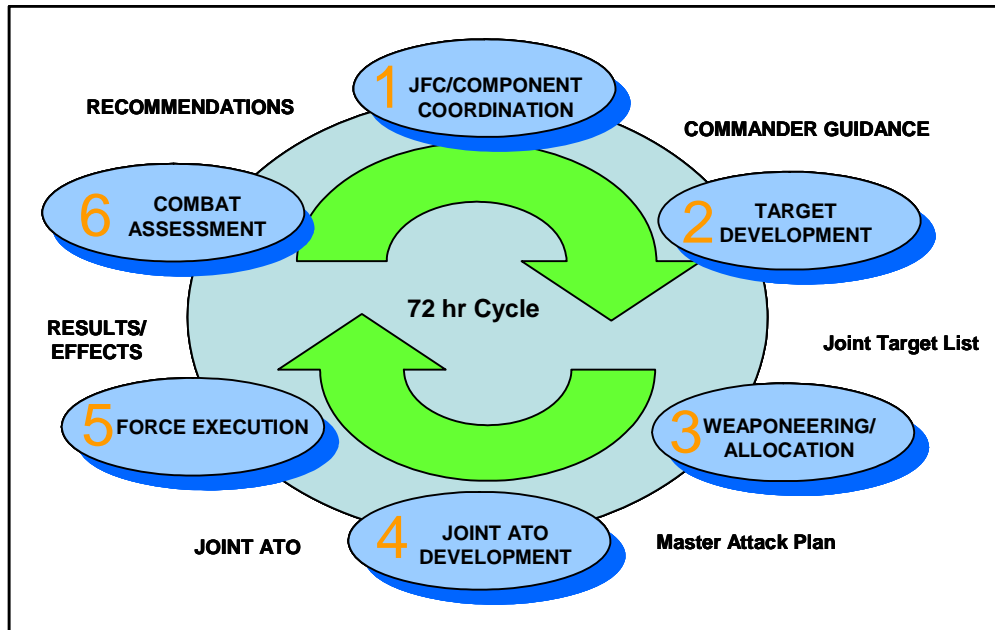 1 JFC/COMPONENT
COORDINATION
RECOMMENDATIONS
COMMANDER GUIDANCE
6 COMBAT
ASSESSMENT
2 TARGET
DEVELOPMENT
72 hr Cycle
RESULTS/
EFFECTS
Joint Target List
5 FORCE EXECUTION
3 WEAPONEERING/
ALLOCATION
JOINT ATO
4 JOINT ATO
DEVELOPMENT
Master Attack Plan